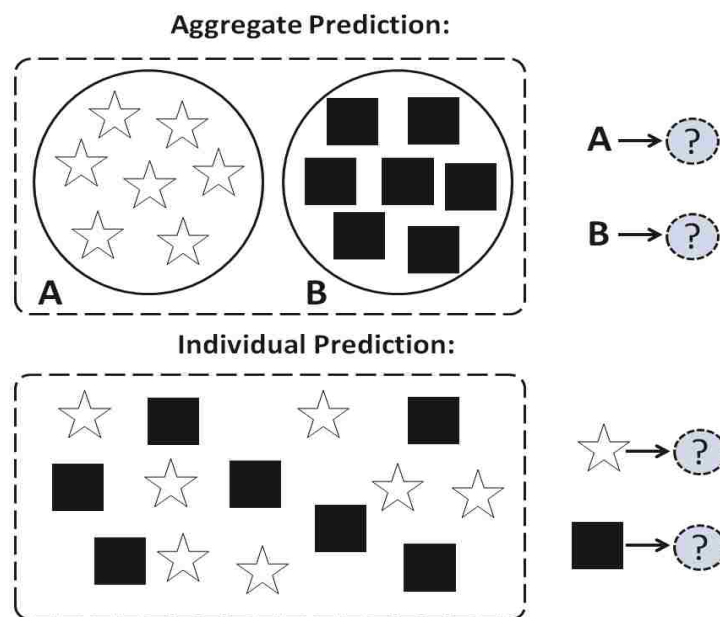 Aggregate Prediction:
A
B
A ?
B ?
Individual Prediction:
?
?